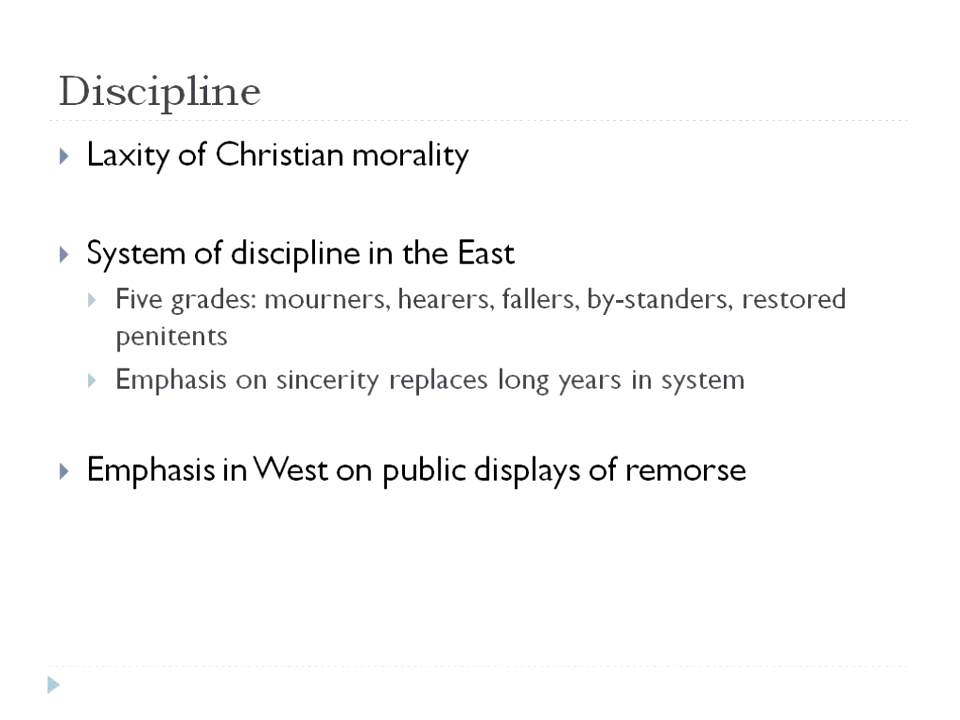 Discipline
Laxity of Christian morality
System of discipline in the East
Five grades: mourners, hearers, fallers, by-standers, restored
penitents
Emphasis on sincerity replaces long years in system
Emphasis in West on public displays of remorse